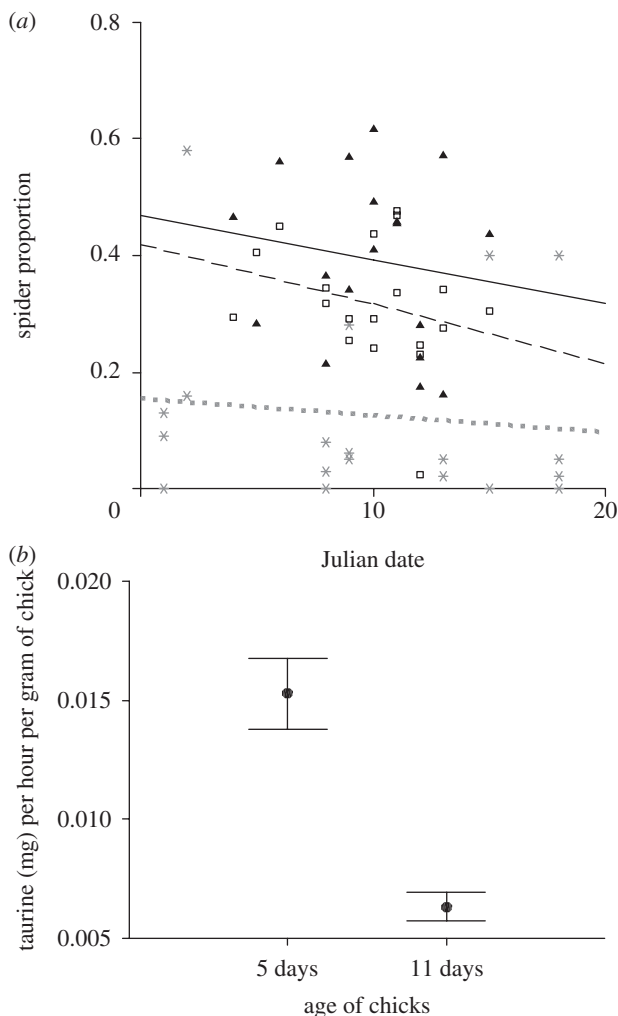 (a)
0.8
0.6
0.4
0.2
0
10
20
spider proportion
Julian date
(b)
0.020
0.015
0.010
0.005
taurine (mg) per hour per gram of chick
5 days
11 days
age of chicks